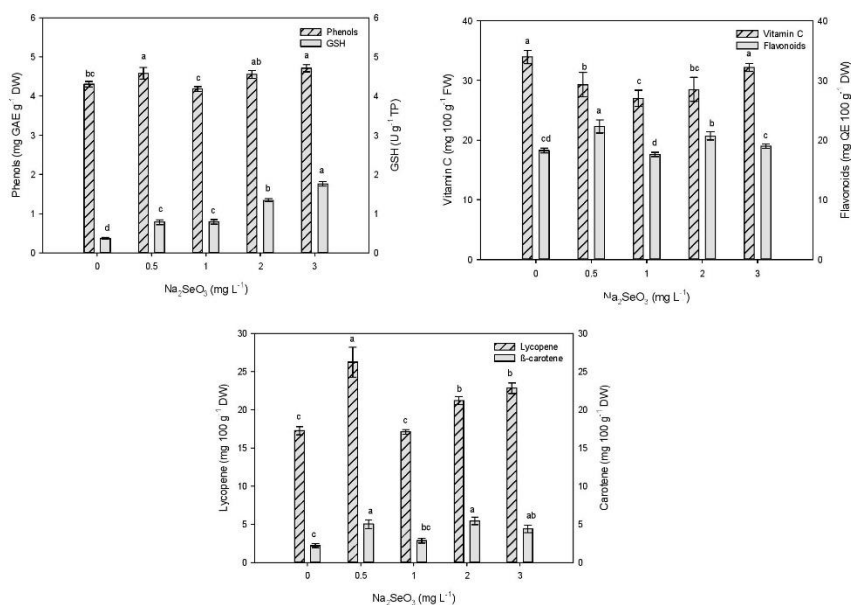 Phenols
GSH
Phenols (mg GAE g⁻¹ DW)
GSH (U g⁻¹ TP)
6
5
4
3
2
1
0
6
5
4
3
2
1
0
bc
a
c
ab
a
d
c
c
b
a
0
0.5
1
2
3
Na₂SeO₃ (mg L⁻¹)
Vitamin C
Flavonoids
Vitamin C (mg 100 g⁻¹ FW)
Flavonoids (mg QE 100 g⁻¹ DW)
40
30
20
10
0
40
30
20
10
0
a
b
c
bc
a
cd
a
d
b
c
0
0.5
1
2
3
Na₂SeO₃ (mg L⁻¹)
Lycopene
ß-carotene
Lycopene (mg 100 g⁻¹ DW)
Carotene (mg 100 g⁻¹ DW)
30
25
20
15
10
5
0
30
25
20
15
10
5
0
c
a
c
b
b
c
a
bc
a
ab
0
0.5
1
2
3
Na₂SeO₃ (mg L⁻¹)